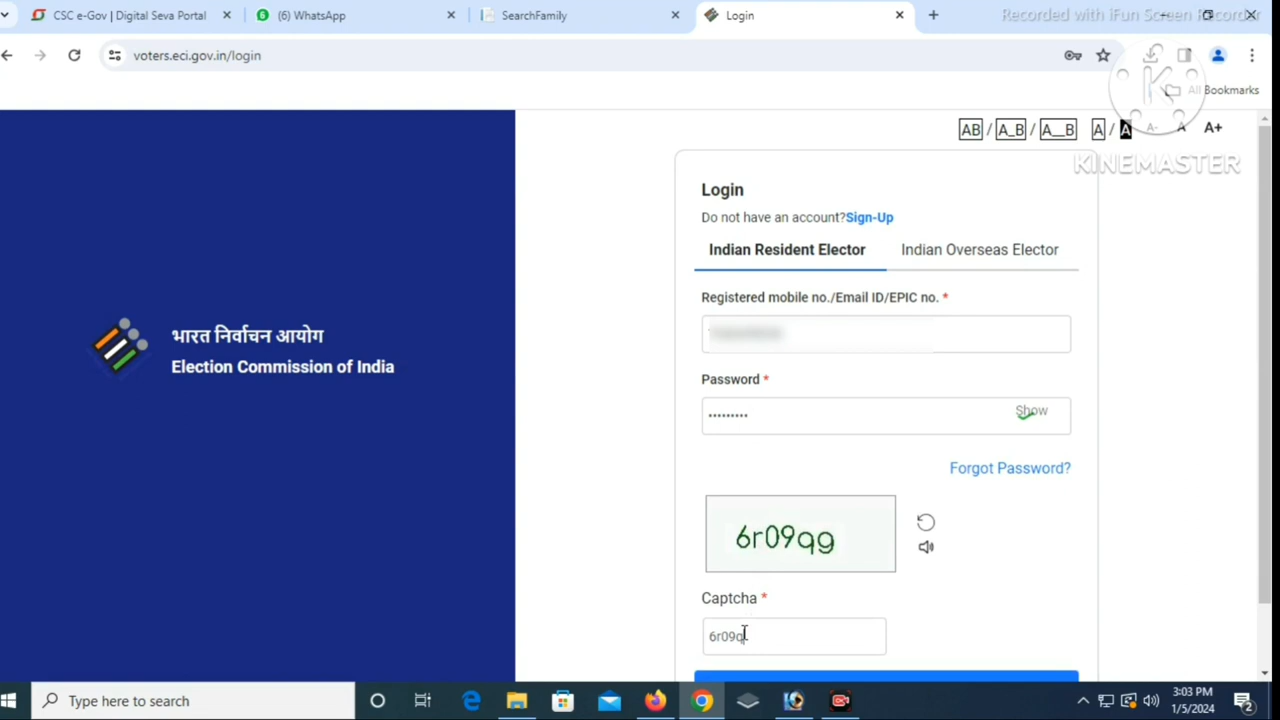 CSC e-Gov | Digital Seva Portal
(6) WhatsApp
SearchFamily
Login
Recorded with iFun Screen Recorder
voters.eci.gov.in/login
All Bookmarks
AB / A_B / A__B A / A A- A A+
KINEMASTER
Login
Do not have an account?Sign-Up
Indian Resident Elector
Indian Overseas Elector
Registered mobile no./Email ID/EPIC no. *
Password *
Show
Forgot Password?
भारत निर्वाचन आयोग
Election Commission of India
6r09qg
Captcha *
6r09q
Type here to search
3:03 PM
1/5/2024
2